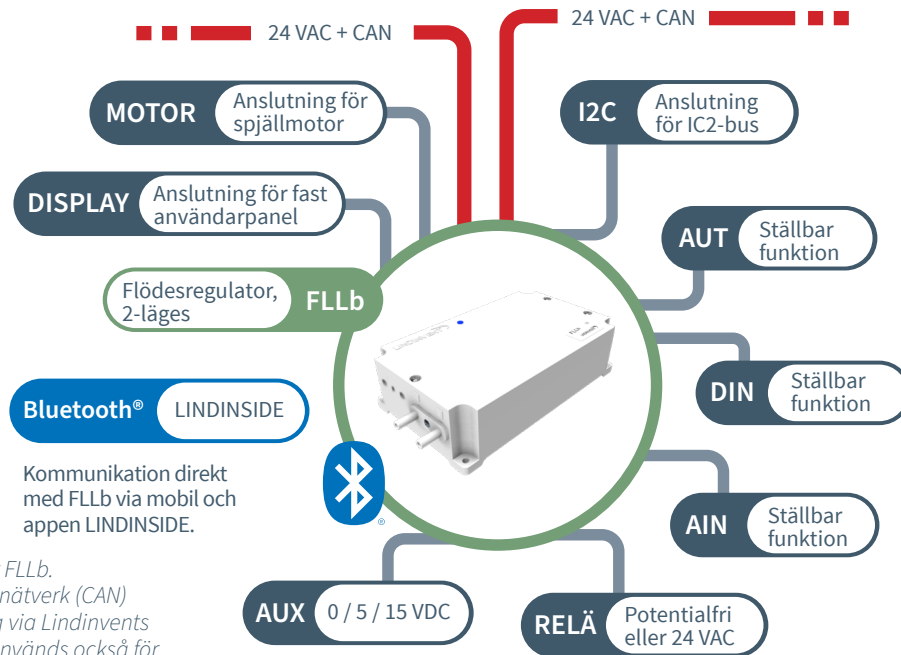 24 VAC + CAN
24 VAC + CAN
MOTOR
Anslutning för
spjällmotor
I2C
Anslutning
för IC2-bus
DISPLAY
Anslutning för fast
användarpanel
AUT
Ställbar
funktion
Flödesregulator,
2-läges
FLLb
DIN
Ställbar
funktion
Bluetooth®
LINDINSIDE
Kommunikation direkt
med FLLb via mobil och
appen LINDINSIDE.
®
AIN
Ställbar
funktion
FLLb.
nätverk (CAN)
via Lindinvents
används också för
AUX
0 / 5 / 15 VDC
RELÄ
Potentialfri
eller 24 VAC